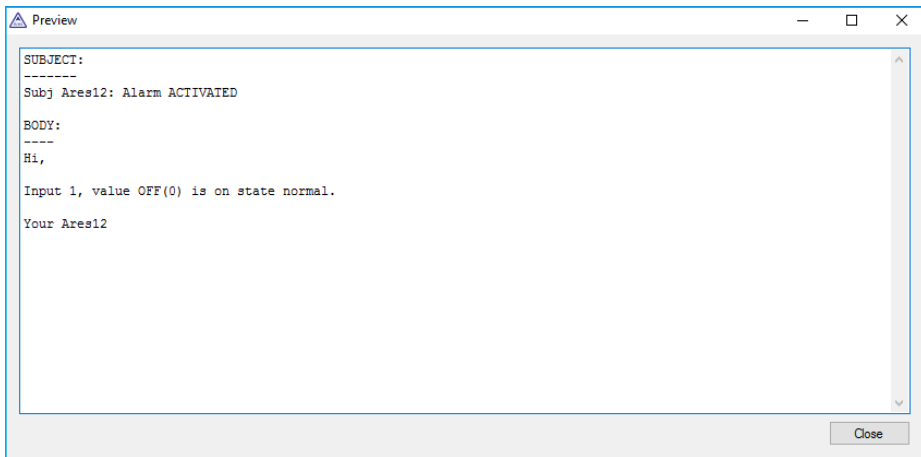 Preview
SUBJECT:
-------
Subj Ares12: Alarm ACTIVATED
BODY:
----
Hi,
Input 1, value OFF(0) is on state normal.
Your Ares12
Close